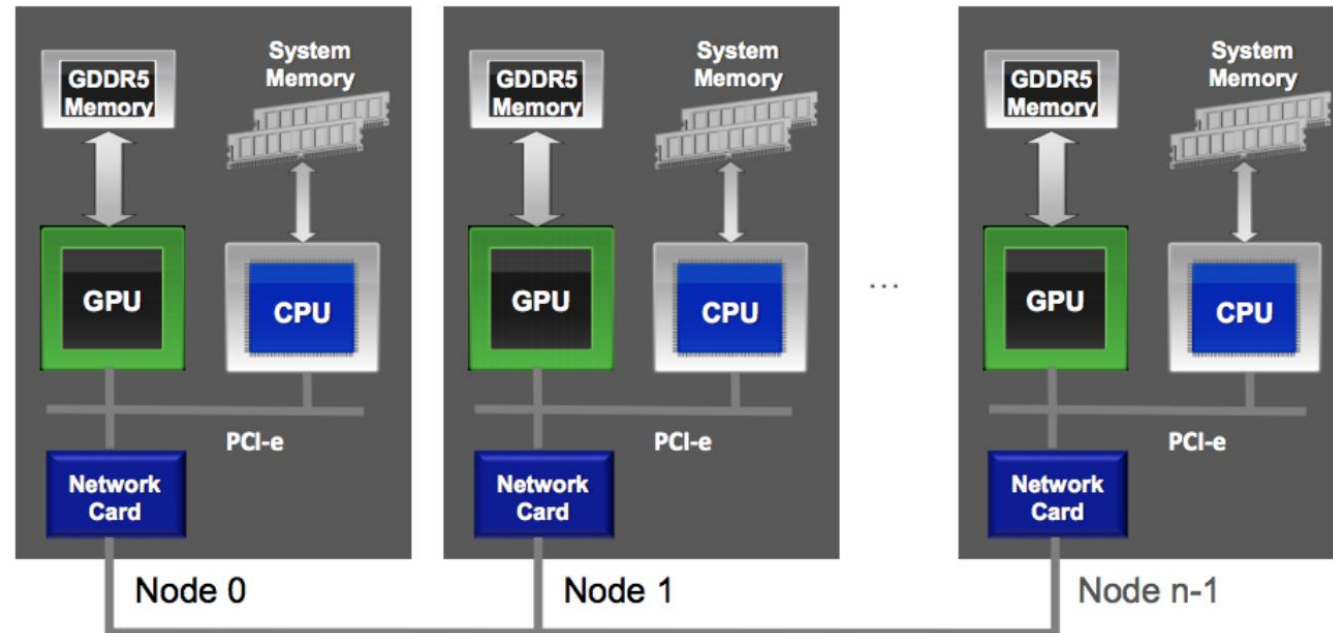 GDDR5
Memory
System
Memory
GPU
CPU
PCI-e
Network
Card
Node 0
GDDR5
Memory
System
Memory
GPU
CPU
PCI-e
Network
Card
Node 1
...
GDDR5
Memory
System
Memory
GPU
CPU
PCI-e
Network
Card
Node n-1